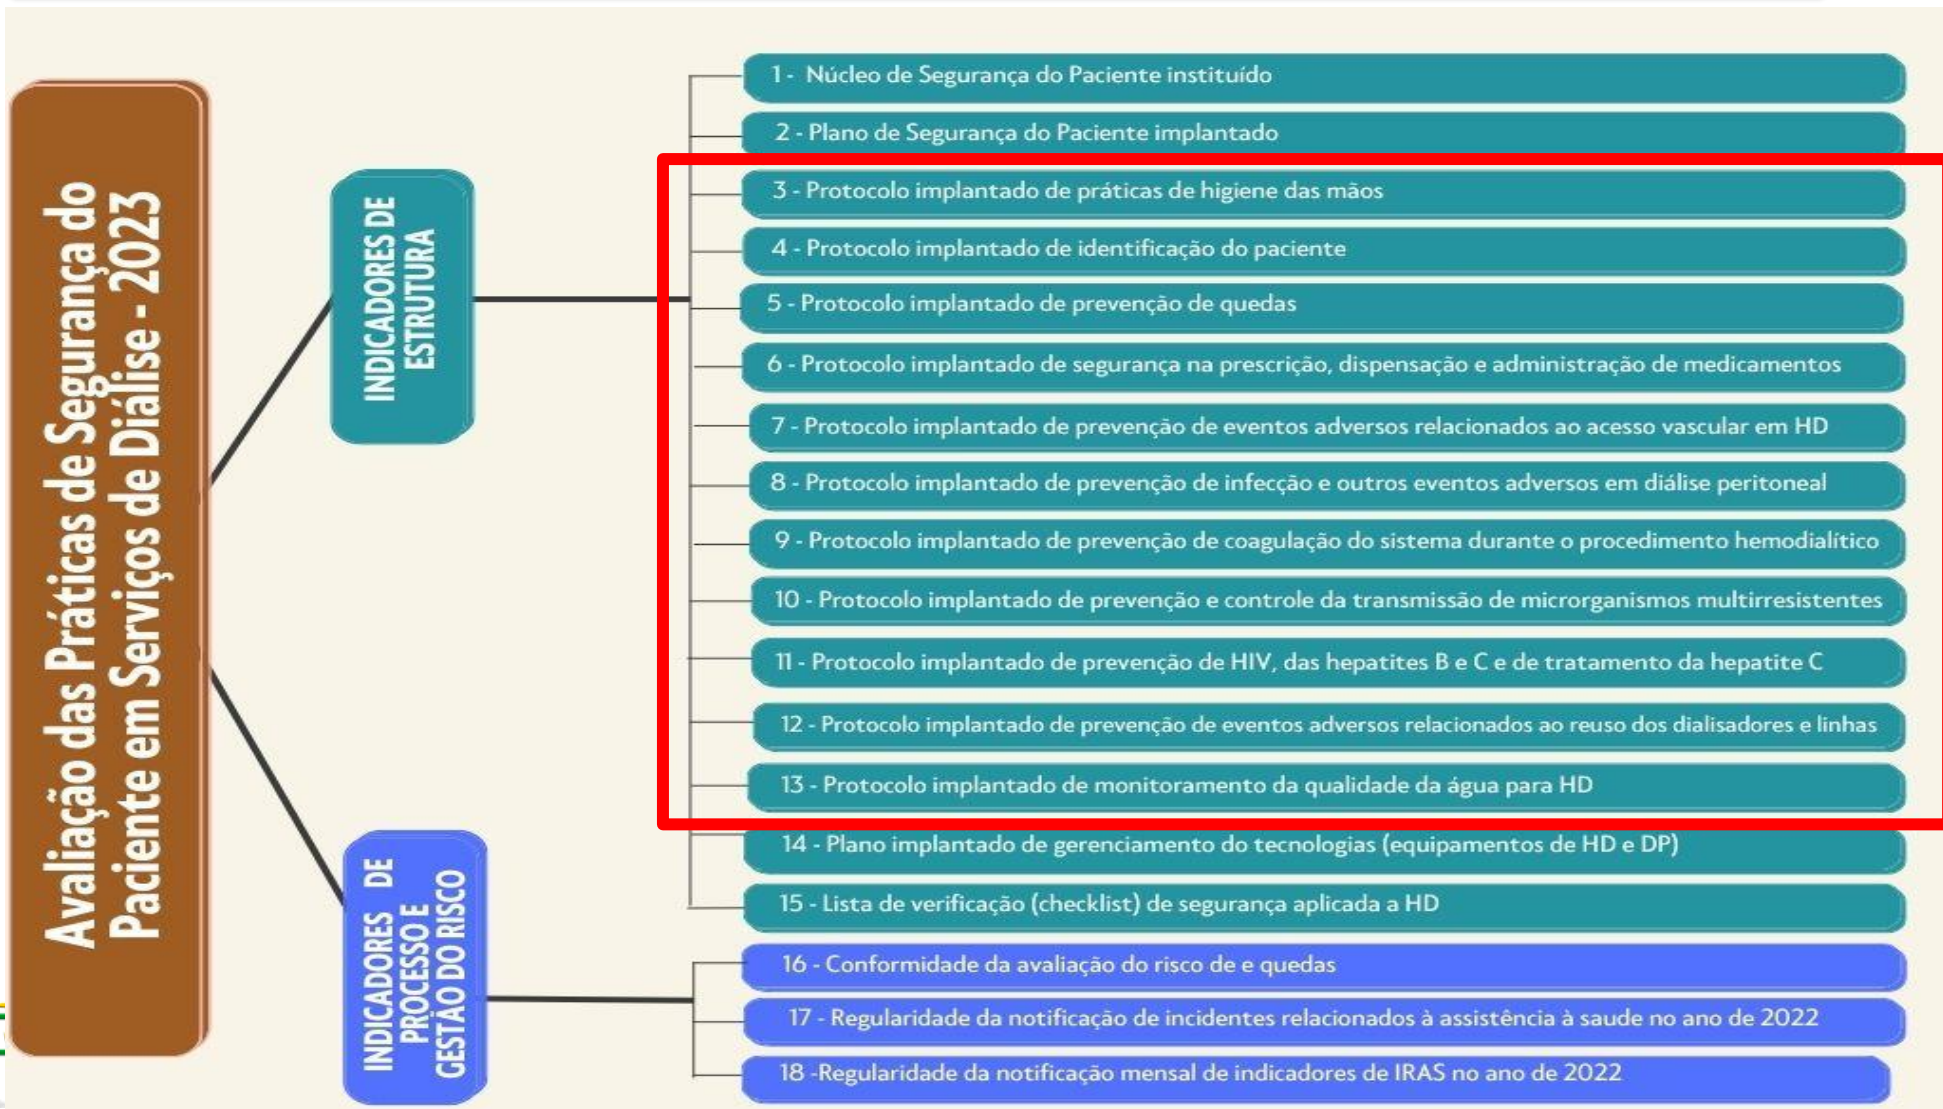 Avaliação das Práticas de Segurança do
Paciente em Serviços de Diálise - 2023
INDICADORES DE
ESTRUTURA
1 - Núcleo de Segurança do Paciente instituído
2 - Plano de Segurança do Paciente implantado
3 - Protocolo implantado de práticas de higiene das mãos
4 - Protocolo implantado de identificação do paciente
5 - Protocolo implantado de prevenção de quedas
6 - Protocolo implantado de segurança na prescrição, dispensação e administração de medicamentos
7 - Protocolo implantado de prevenção de eventos adversos relacionados ao acesso vascular em HD
8 - Protocolo implantado de prevenção de infecção e outros eventos adversos em diálise peritoneal
9 - Protocolo implantado de prevenção de coagulação do sistema durante o procedimento hemodialítico
10 - Protocolo implantado de prevenção e controle da transmissão de microrganismos multirresistentes
11 - Protocolo implantado de prevenção de HIV, das hepatites B e C e de tratamento da hepatite C
12 - Protocolo implantado de prevenção de eventos adversos relacionados ao reuso dos dialisadores e linhas
13 - Protocolo implantado de monitoramento da qualidade da água para HD
14 - Plano implantado de gerenciamento do tecnologias (equipamentos de HD e DP)
15 - Lista de verificação (checklist) de segurança aplicada a HD
INDICADORES DE
PROCESSO E
GESTÃO DO RISCO
16 - Conformidade da avaliação do risco de e quedas
17 - Regularidade da notificação de incidentes relacionados à assistência à saude no ano de 2022
18 -Regularidade da notificação mensal de indicadores de IRAS no ano de 2022